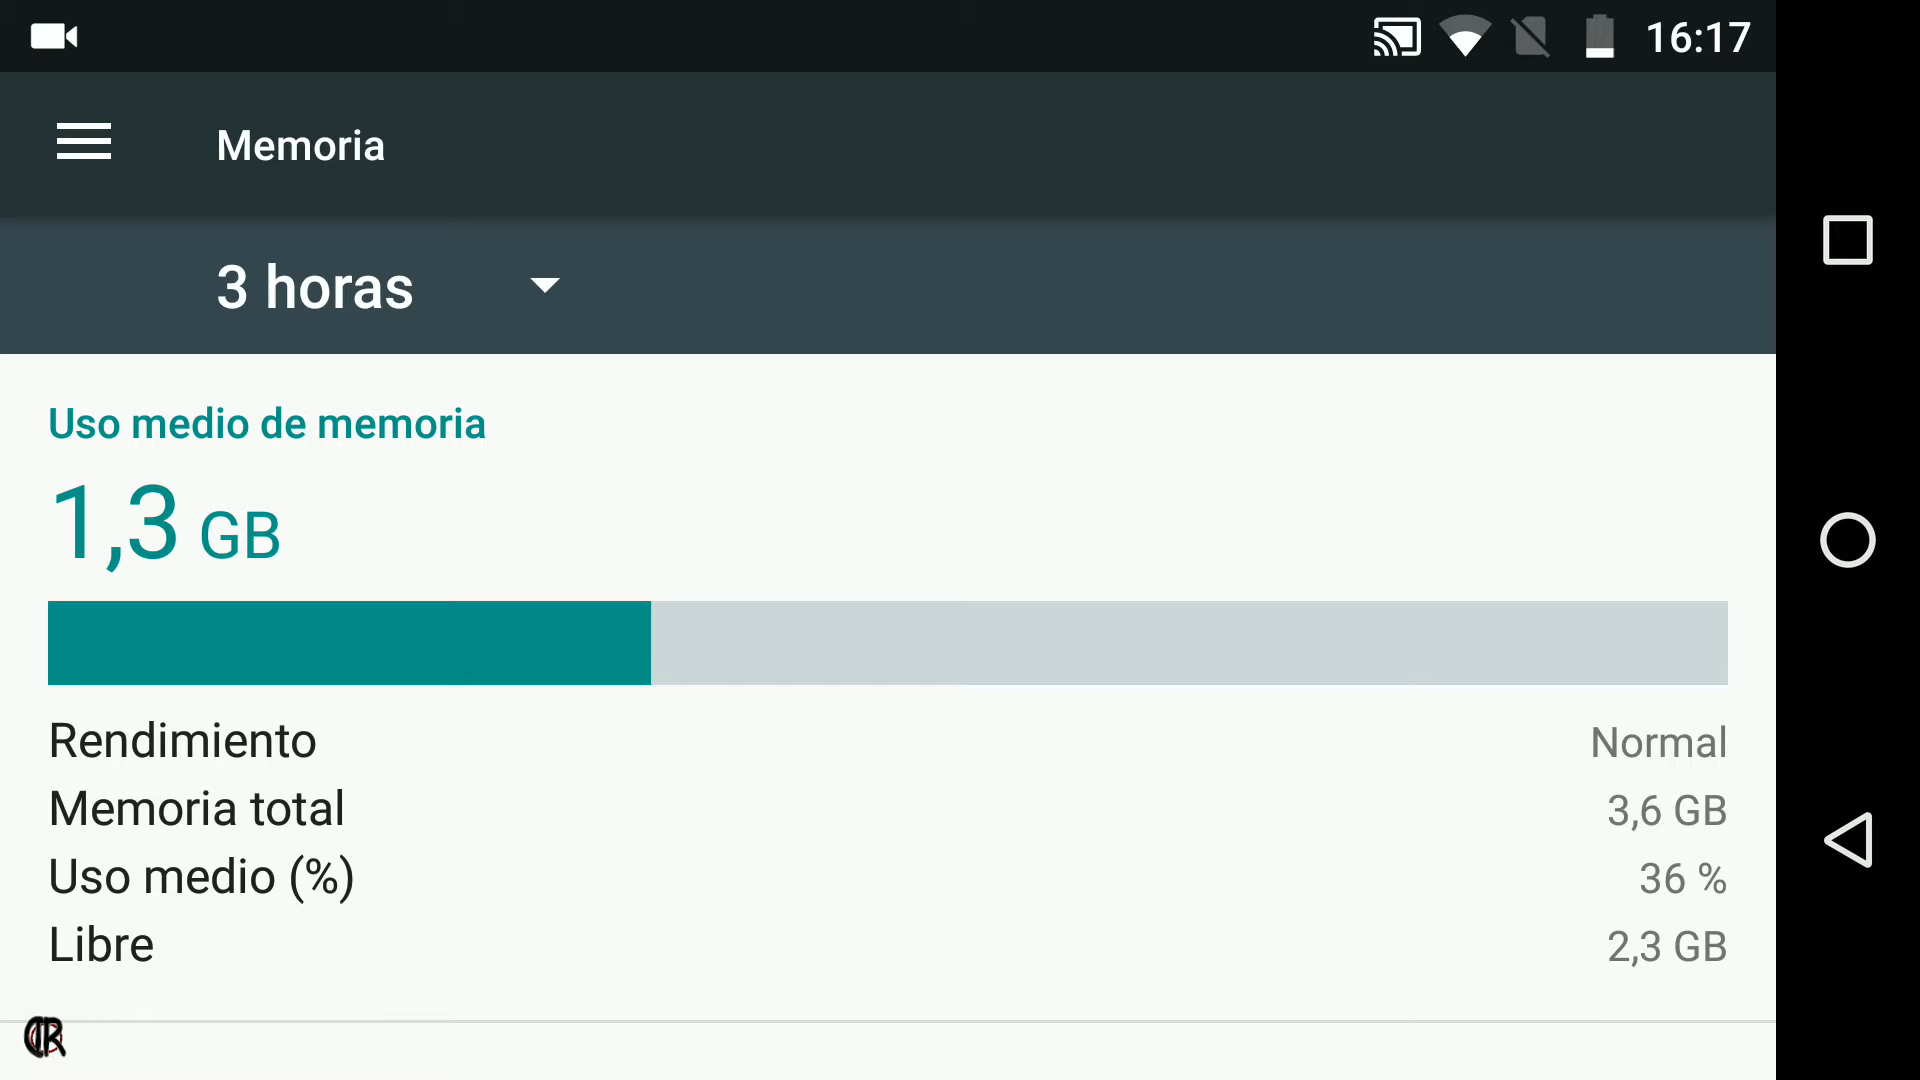 16:17
Memoria
3 horas
Uso medio de memoria
1,3 GB
Rendimiento Normal
Memoria total 3,6 GB
Uso medio (%) 36 %
Libre 2,3 GB